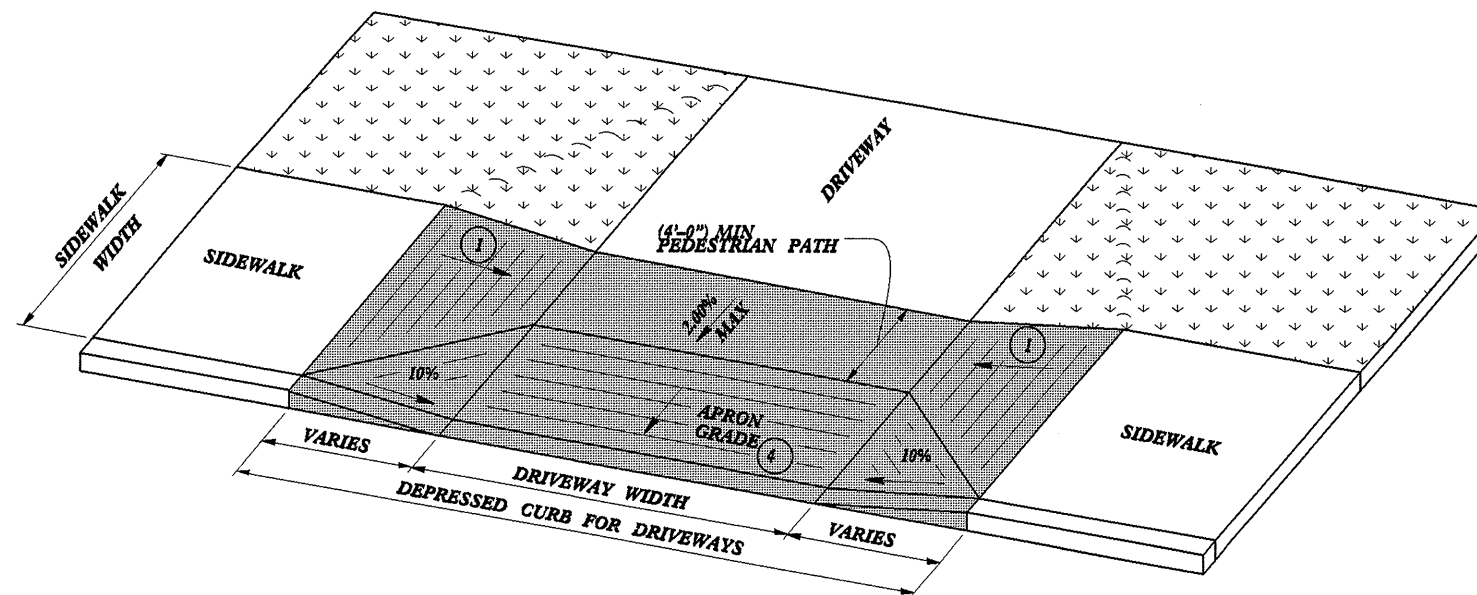 DRIVEWAY
(4'-0") MIN
PEDESTRIAN PATH
SIDEWALK
WIDTH
SIDEWALK
1
2.00%
MAX
1
10%
APRON
GRADE 4
10%
SIDEWALK
VARIES
DRIVEWAY WIDTH
DEPRESSED CURB FOR DRIVEWAYS
VARIES